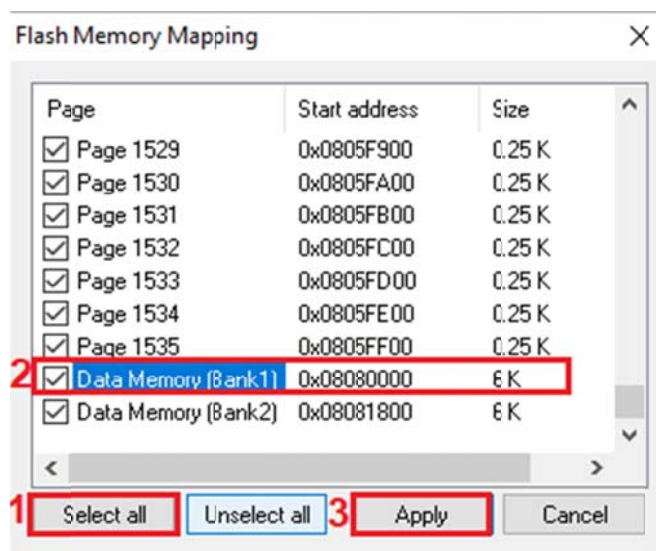 Flash Memory Mapping
Page Start address Size
Page 1529 0x0805F900 0.25 K
Page 1530 0x0805FA00 0.25 K
Page 1531 0x0805FB00 0.25 K
Page 1532 0x0805FC00 0.25 K
Page 1533 0x0805FD00 0.25 K
Page 1534 0x0805FE00 0.25 K
Page 1535 0x0805FF00 0.25 K
2 Data Memory (Bank1) 0x08080000 6 K
Data Memory (Bank2) 0x08081800 6 K
1 Select all Unselect all 3 Apply Cancel